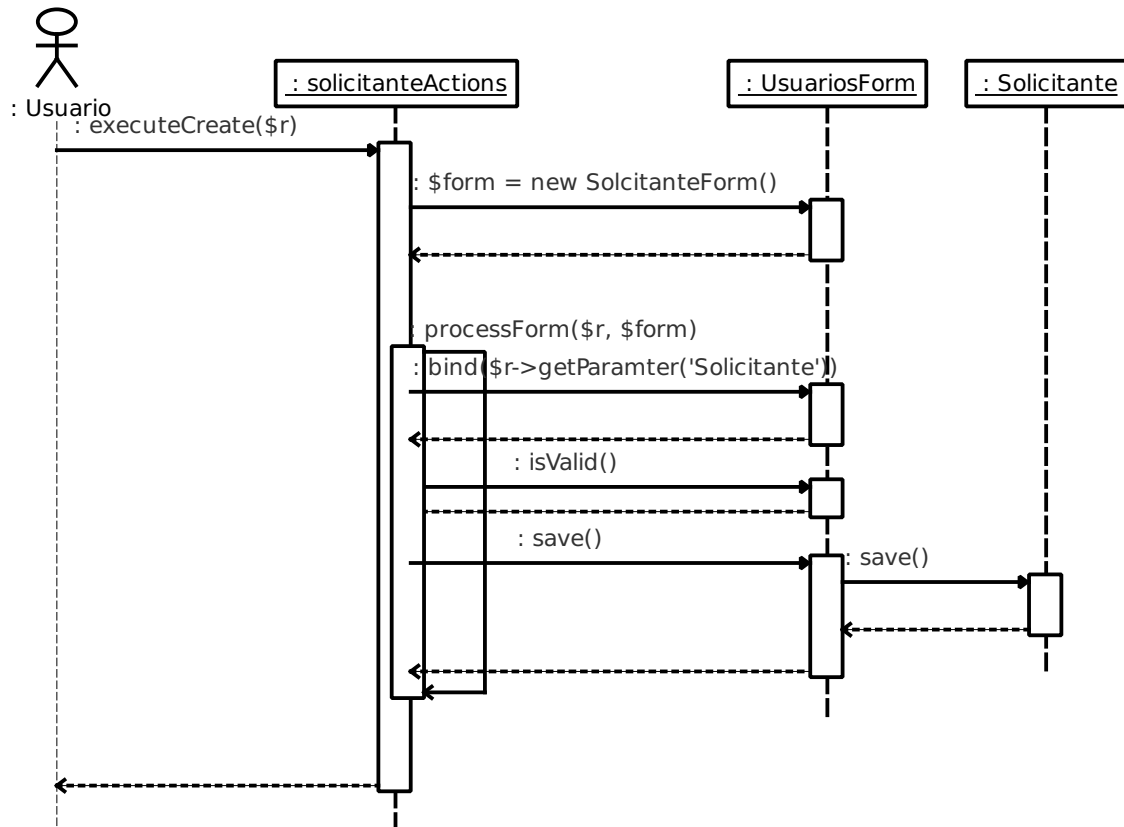 : Usuario
: solicitanteActions
: UsuariosForm
: Solicitante
: executeCreate($r)
: $form = new SolcitanteForm()
: processForm($r, $form)
: bind($r->getParamter('Solicitante'))
: isValid()
: save()
: save()